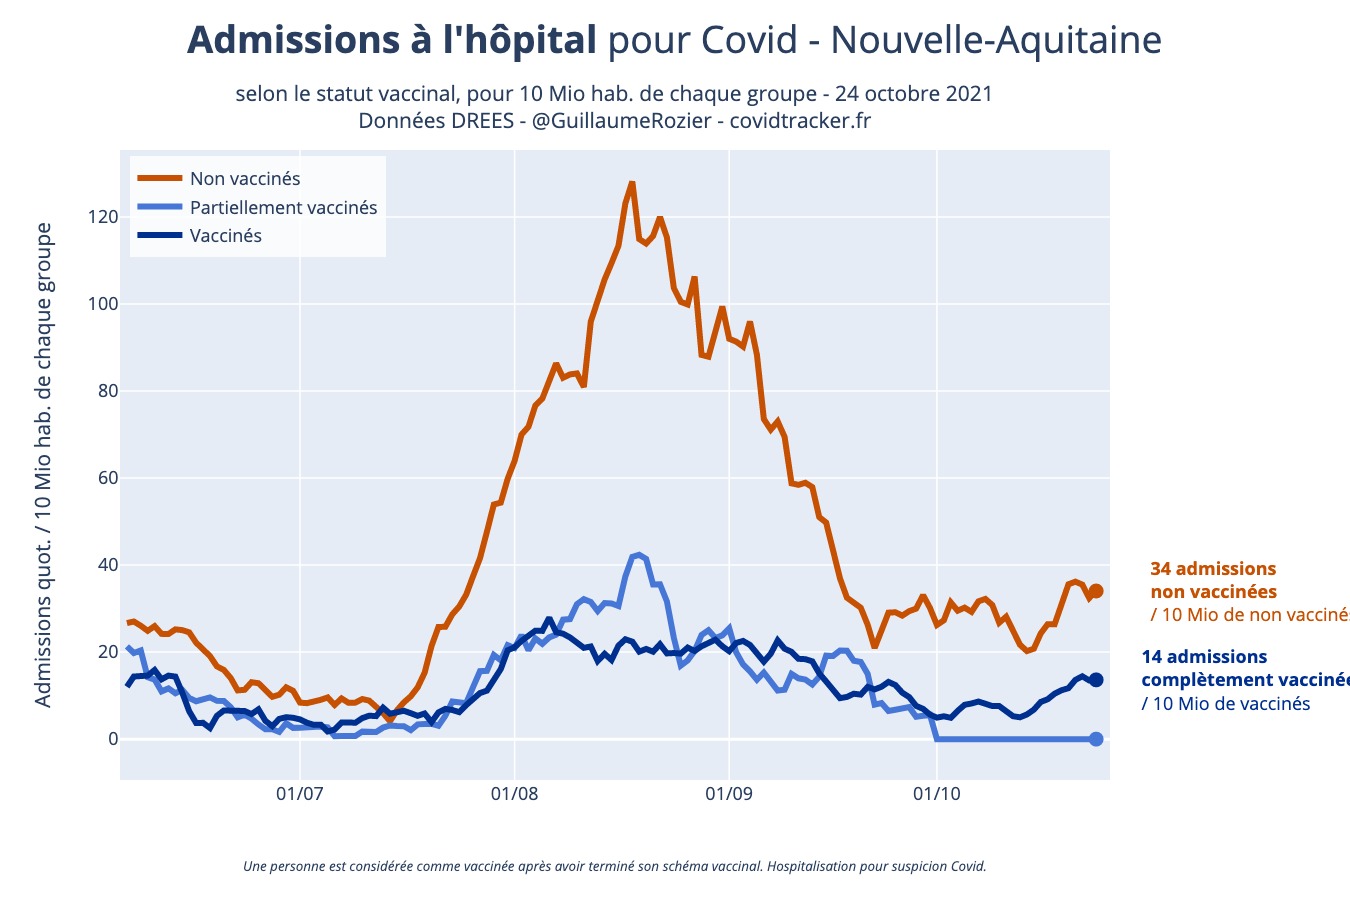 Admissions à l'hôpital pour Covid - Nouvelle-Aquitaine
selon le statut vaccinal, pour 10 Mio hab. de chaque groupe - 24 octobre 2021
Données DREES - @GuillaumeRozier - covidtracker.fr
Non vaccinés
Partiellement vaccinés
Vaccinés
Admissions quot. / 10 Mio hab. de chaque groupe
120
100
80
60
40
20
0
01/07
01/08
01/09
01/10
34 admissions
non vaccinées
/ 10 Mio de non vaccinés
14 admissions
complètement vaccinée
/ 10 Mio de vaccinés
Une personne est considérée comme vaccinée après avoir terminé son schéma vaccinal. Hospitalisation pour suspicion Covid.